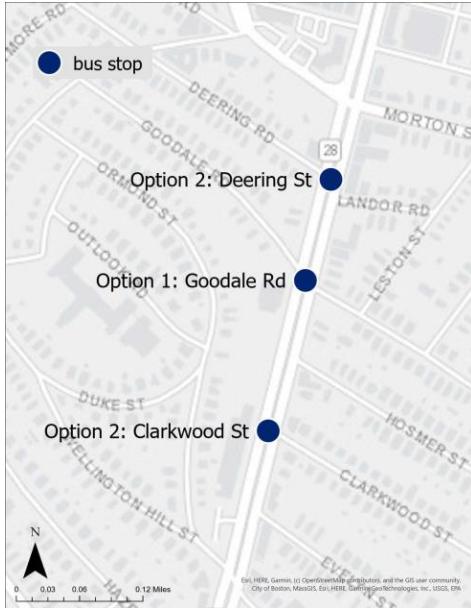 MORE RD
bus stop
DEERING RD
MORTON S
GOODALE RD
28
ORMOND ST
Option 2: Deering St
LANDOR RD
LESTON ST
OUTLOOK RD
Option 1: Goodale Rd
DUKE ST
HOSMER ST
Option 2: Clarkwood St
WELLINGTON HILL ST
CLARKWOOD ST
N
0 0.03 0.06 0.12 Miles
Esri, HERE, Garmin, (c) OpenStreetMap contributors, and the GIS user community,
City of Boston, MassGIS, Esri, HERE, Garmin, GeoTechnologies, Inc., USGS, EPA